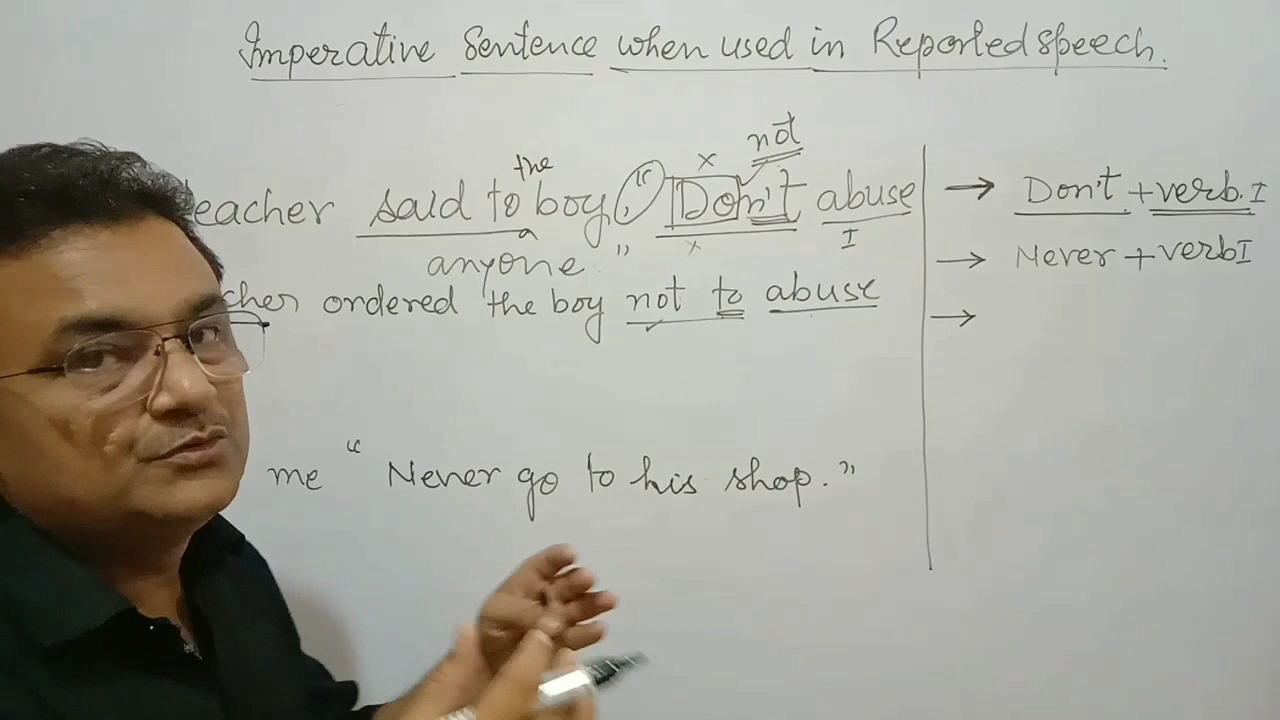 Imperative Sentence when used in Reported speech.
not
the x
eacher said to boy, " Don't abuse
I x
anyone. "
cher ordered the boy not to abuse
me " Never go to his shop. "
→ Don't + verb.I
→ Never + verb I
→